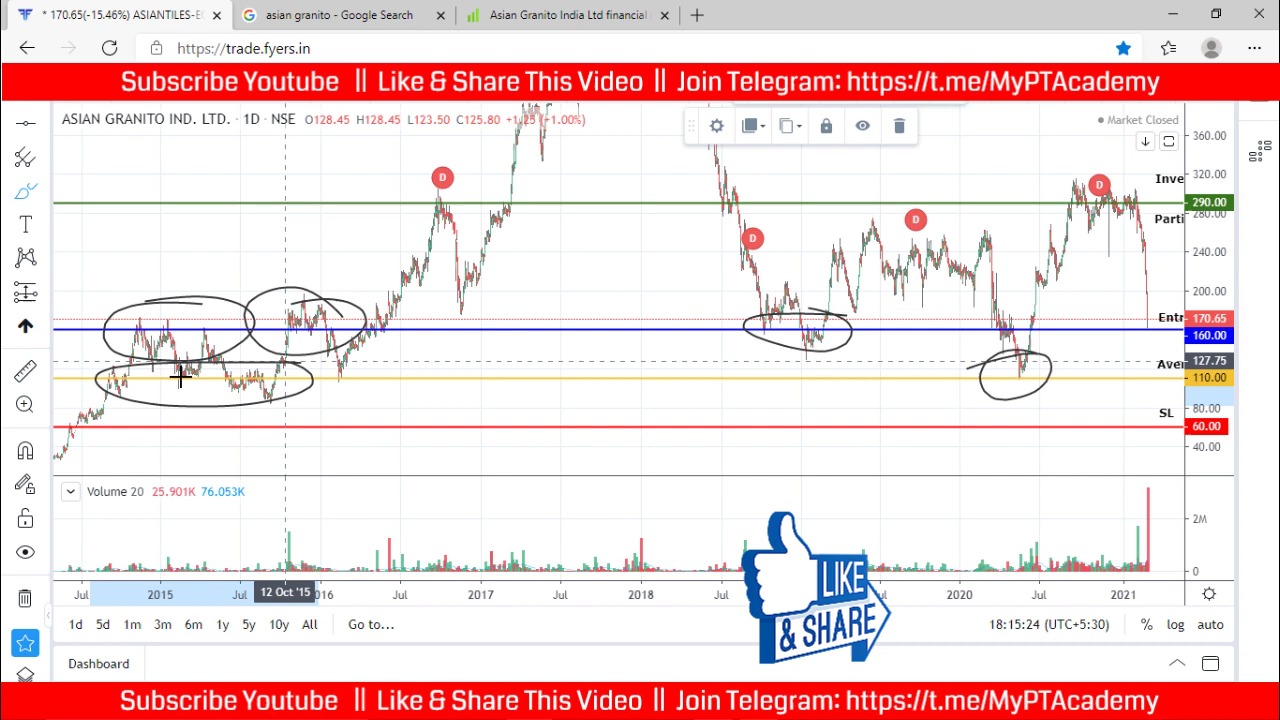 * 170.65(-15.46%) ASIANTILES-EQ
asian granito - Google Search
Asian Granito India Ltd financial
https://trade.fyers.in
Subscribe Youtube || Like & Share This Video || Join Telegram: https://t.me/MyPTAcademy
ASIAN GRANITO IND. LTD. · 1D · NSE O128.45 H128.45 L123.50 C125.80 +1.25 (+1.00%)
Market Closed
360.00
320.00
Inve
290.00
280.00
Parti
240.00
200.00
Entr
170.65
160.00
127.75
Aver
110.00
80.00
SL
60.00
40.00
D
D
D
D
Volume 20 25.901K 76.053K
2M
0
Jul 2015 Jul 12 Oct '15 2016 Jul 2017 Jul 2018 Jul Jul 2020 Jul 2021
LIKE
& SHARE
1d 5d 1m 3m 6m 1y 5y 10y All Go to...
18:15:24 (UTC+5:30) % log auto
Dashboard
Subscribe Youtube || Like & Share This Video || Join Telegram: https://t.me/MyPTAcademy